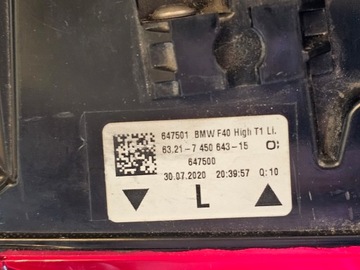 647501 BMW F40 High T1 Li.
63.21-7 450 643-15 O:
647500
30.07.2020 20:39:57 Q:10
L